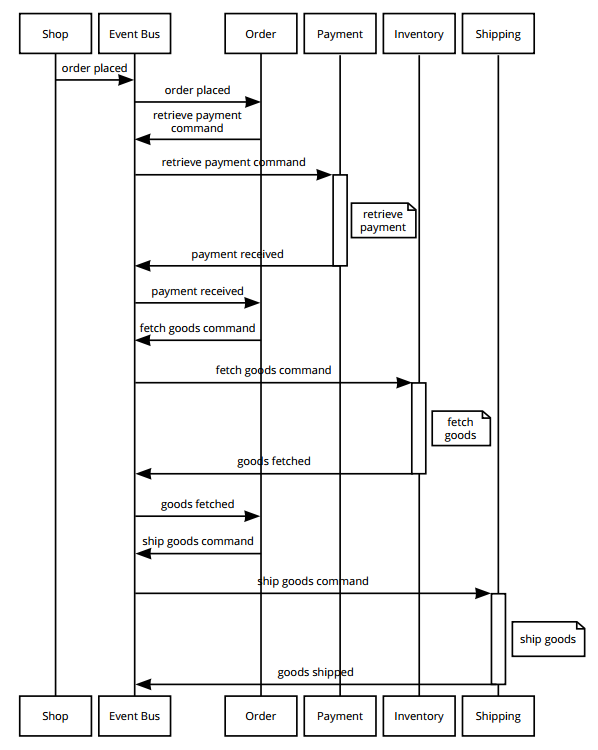 Shop Event Bus Order Payment Inventory Shipping
order placed
order placed
retrieve payment
command
retrieve payment command
retrieve
payment
payment received
payment received
fetch goods command
fetch goods command
fetch
goods
goods fetched
goods fetched
ship goods command
ship goods command
ship goods
goods shipped
Shop Event Bus Order Payment Inventory Shipping